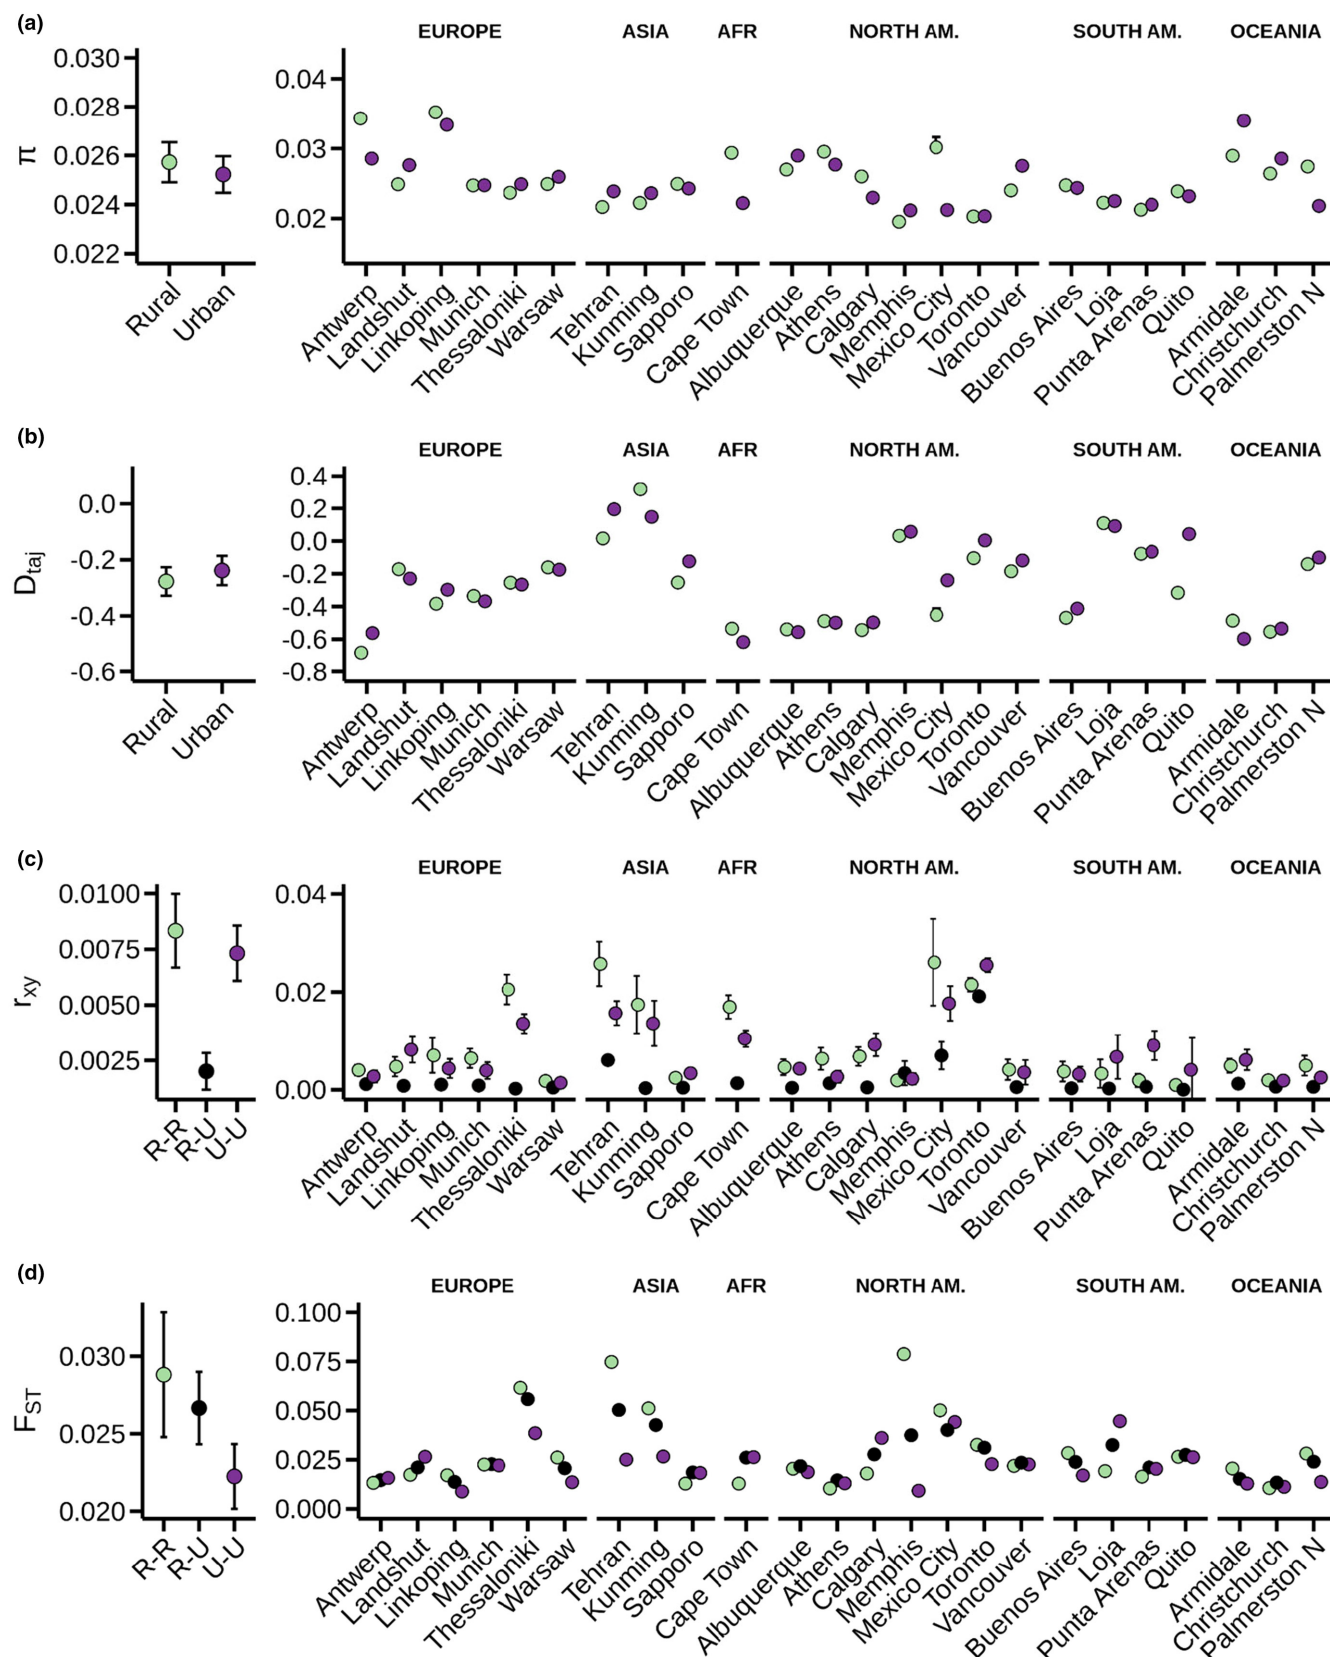 (a)
EUROPE ASIA AFR NORTH AM. SOUTH AM. OCEANIA
π
0.030
0.028
0.026
0.024
0.022
Rural Urban
0.04
0.03
0.02
Antwerp Landshut Linkoping Munich Thessaloniki Warsaw Tehran Kunming Sapporo Cape Town Albuquerque Athens Calgary Memphis Mexico City Toronto Vancouver Buenos Aires Loja Punta Arenas Quito Armidale Christchurch Palmerston N
(b)
EUROPE ASIA AFR NORTH AM. SOUTH AM. OCEANIA
Dtaj
0.0
-0.2
-0.4
-0.6
Rural Urban
0.4
0.2
0.0
-0.2
-0.4
-0.6
-0.8
Antwerp Landshut Linkoping Munich Thessaloniki Warsaw Tehran Kunming Sapporo Cape Town Albuquerque Athens Calgary Memphis Mexico City Toronto Vancouver Buenos Aires Loja Punta Arenas Quito Armidale Christchurch Palmerston N
(c)
EUROPE ASIA AFR NORTH AM. SOUTH AM. OCEANIA
rxy
0.0100
0.0075
0.0050
0.0025
R-R R-U U-U
0.04
0.02
0.00
Antwerp Landshut Linkoping Munich Thessaloniki Warsaw Tehran Kunming Sapporo Cape Town Albuquerque Athens Calgary Memphis Mexico City Toronto Vancouver Buenos Aires Loja Punta Arenas Quito Armidale Christchurch Palmerston N
(d)
EUROPE ASIA AFR NORTH AM. SOUTH AM. OCEANIA
FST
0.030
0.025
0.020
R-R R-U U-U
0.100
0.075
0.050
0.025
0.000
Antwerp Landshut Linkoping Munich Thessaloniki Warsaw Tehran Kunming Sapporo Cape Town Albuquerque Athens Calgary Memphis Mexico City Toronto Vancouver Buenos Aires Loja Punta Arenas Quito Armidale Christchurch Palmerston N